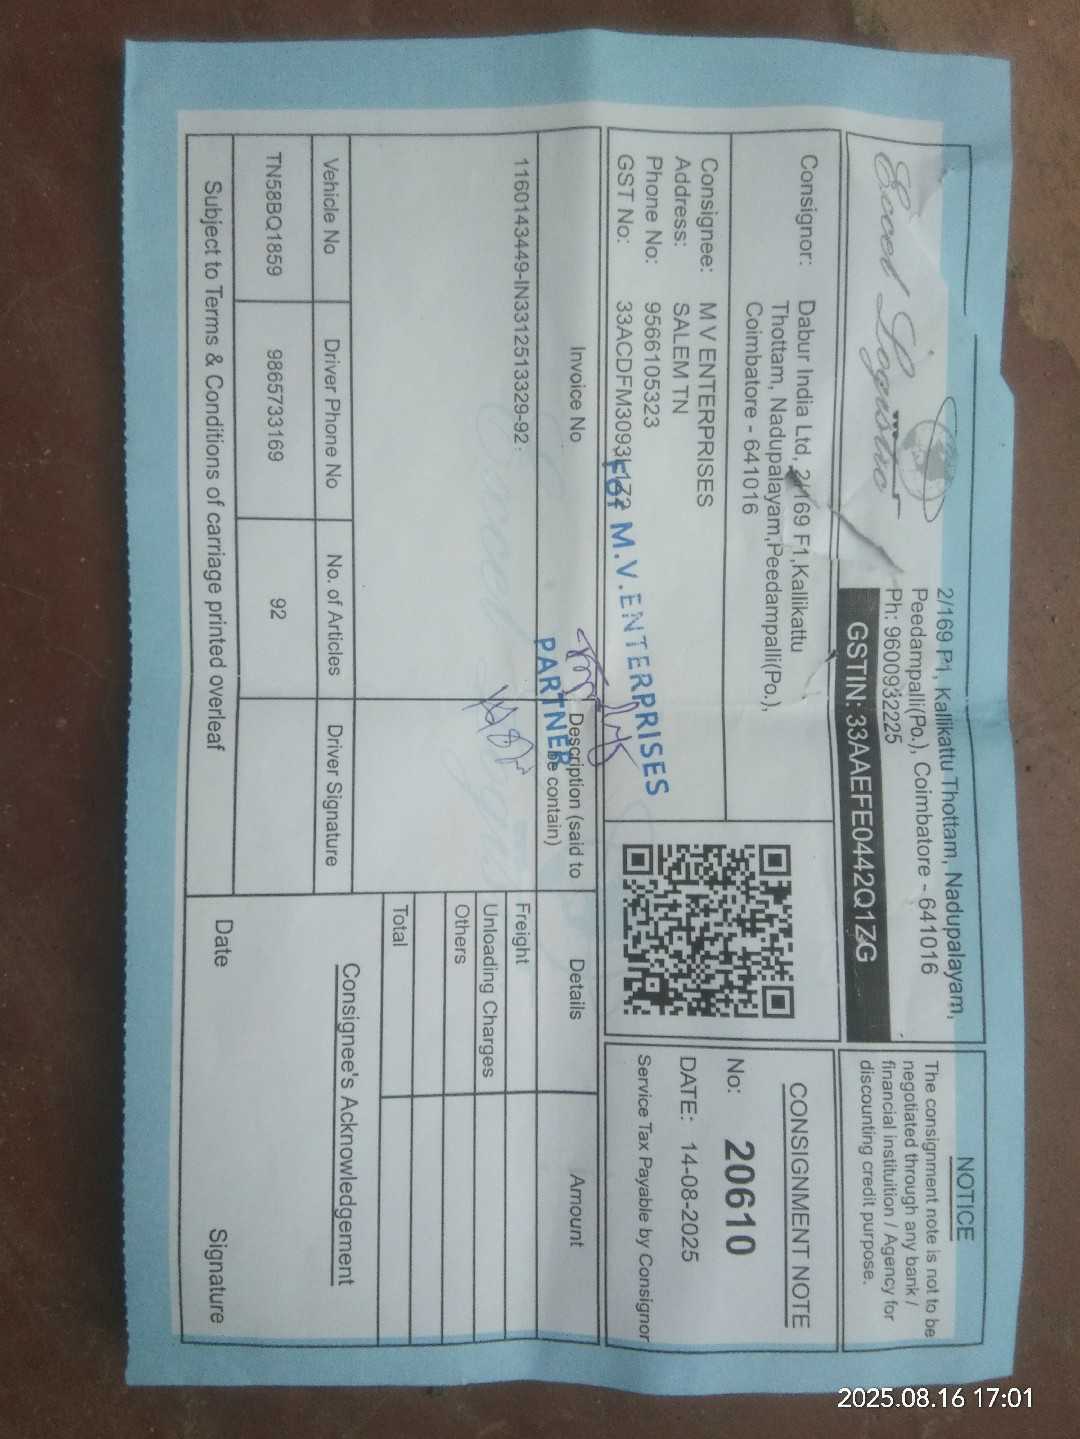 Eccel Logistic
2/169 F1, Kallikattu Thottam, Nadupalayam,
Peedampalli(Po.), Coimbatore - 641016
Ph: 9600932225
GSTIN: 33AAEFE0442Q1ZG
NOTICE
The consignment note is not to be
negotiated through any bank /
financial instituition / Agency for
discounting credit purpose.
Consignor: Dabur India Ltd, 2/169 F1,Kallikattu
Thottam, Nadupalayam,Peedampalli(Po.),
Coimbatore - 641016
Consignee: M V ENTERPRISES
Address: SALEM TN
Phone No: 9566105323
GST No:
For M.V.ENTERPRISES
PARTNER
CONSIGNMENT NOTE
No: 20610
DATE: 14-08-2025
Service Tax Payable by Consignor
Invoice No
Description (said to
be contain)
Details
Amount
1160143449-IN3312513329-92
Freight
Unloading Charges
Others
Total
Vehicle No
Driver Phone No
No. of Articles
Driver Signature
TN58BQ1859
9865733169
92
Subject to Terms & Conditions of carriage printed overleaf
Consignee's Acknowledgement
Date
Signature
2025.08.16 17:01